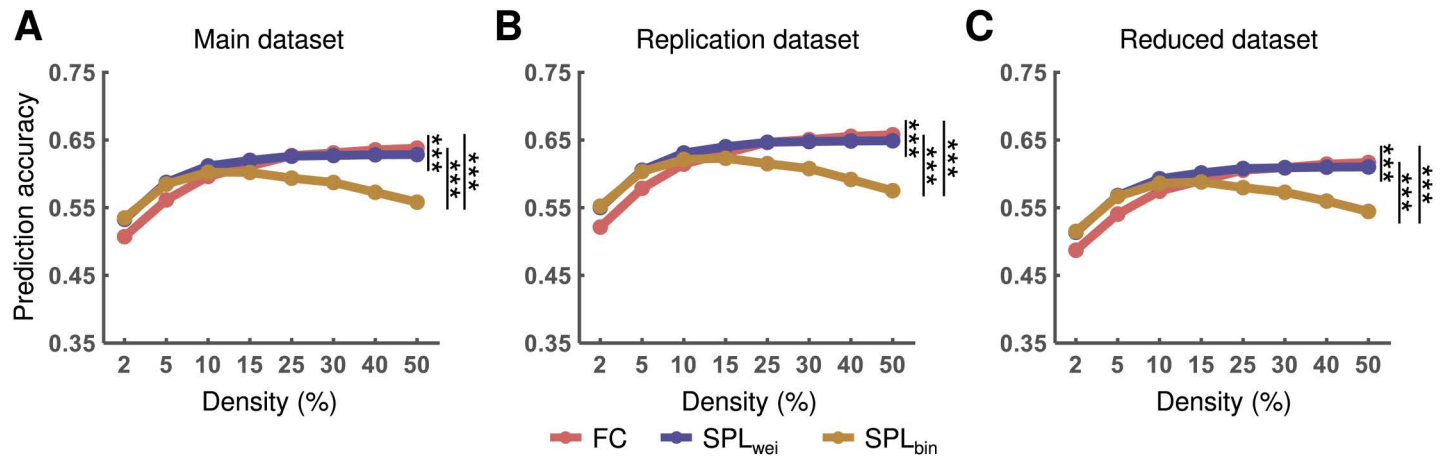 A Main dataset
Prediction accuracy
0.75
0.65
0.55
0.45
0.35
***
***
***
2 5 10 15 25 30 40 50
Density (%)
B Replication dataset
0.75
0.65
0.55
0.45
0.35
***
***
***
2 5 10 15 25 30 40 50
Density (%)
C Reduced dataset
0.75
0.65
0.55
0.45
0.35
***
***
***
2 5 10 15 25 30 40 50
Density (%)
FC SPLwei SPLbin